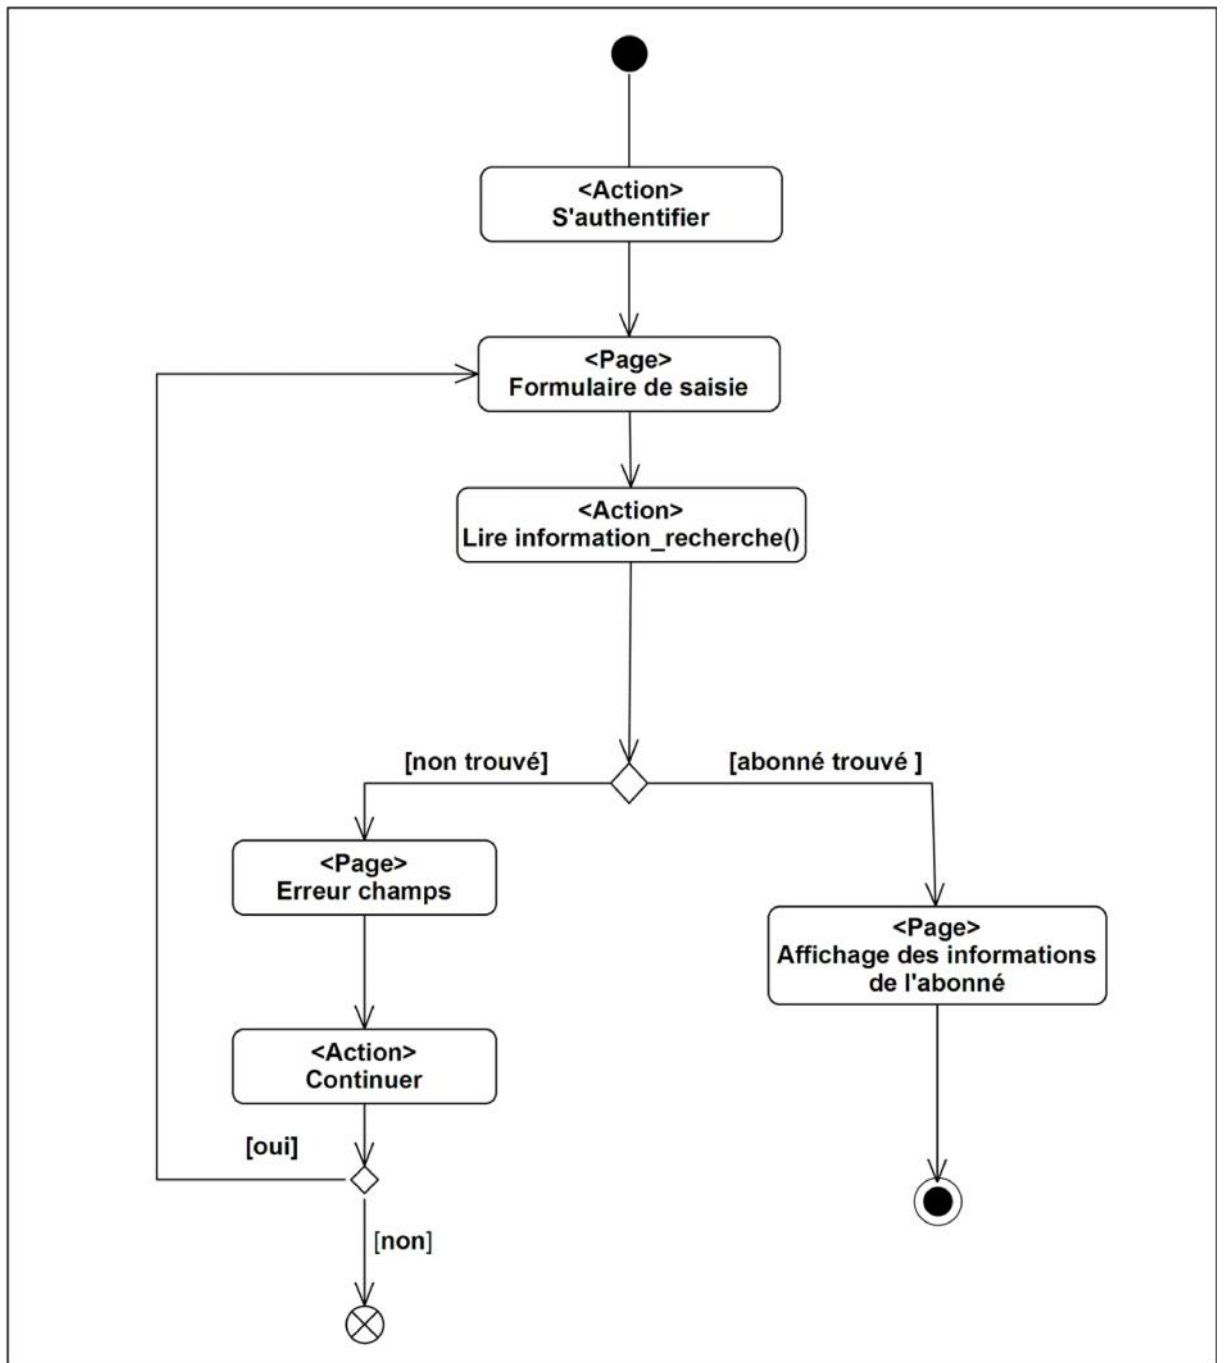 <Action>
S'authentifier
<Page>
Formulaire de saisie
<Action>
Lire information_recherche()
[non trouvé]
[abonné trouvé ]
<Page>
Erreur champs
<Page>
Affichage des informations
de l'abonné
<Action>
Continuer
[oui]
[non]